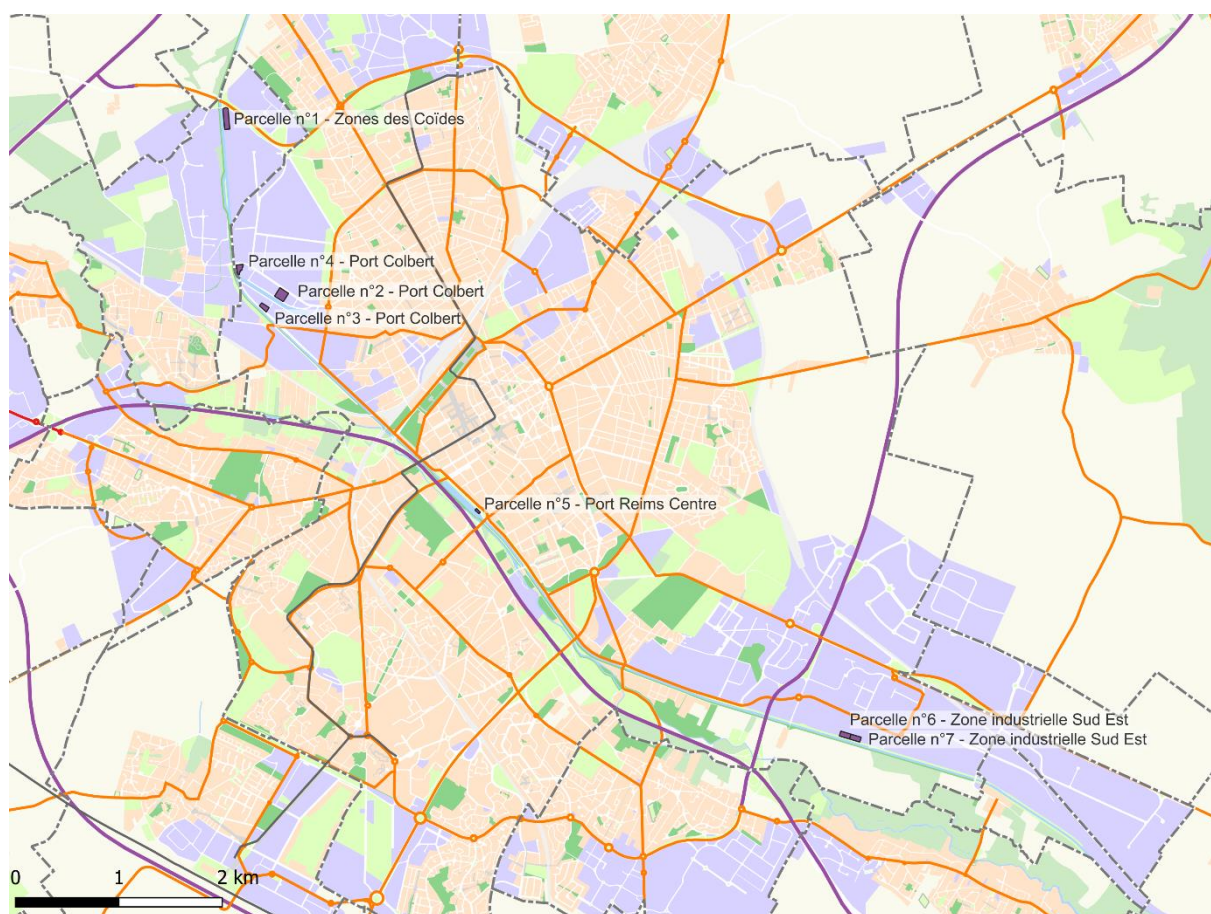 Parcelle n°1 - Zones des Coïdes
Parcelle n°4 - Port Colbert
Parcelle n°2 - Port Colbert
Parcelle n°3 - Port Colbert
Parcelle n°5 - Port Reims Centre
Parcelle n°6 - Zone industrielle Sud Est
Parcelle n°7 - Zone industrielle Sud Est
0 1 2 km